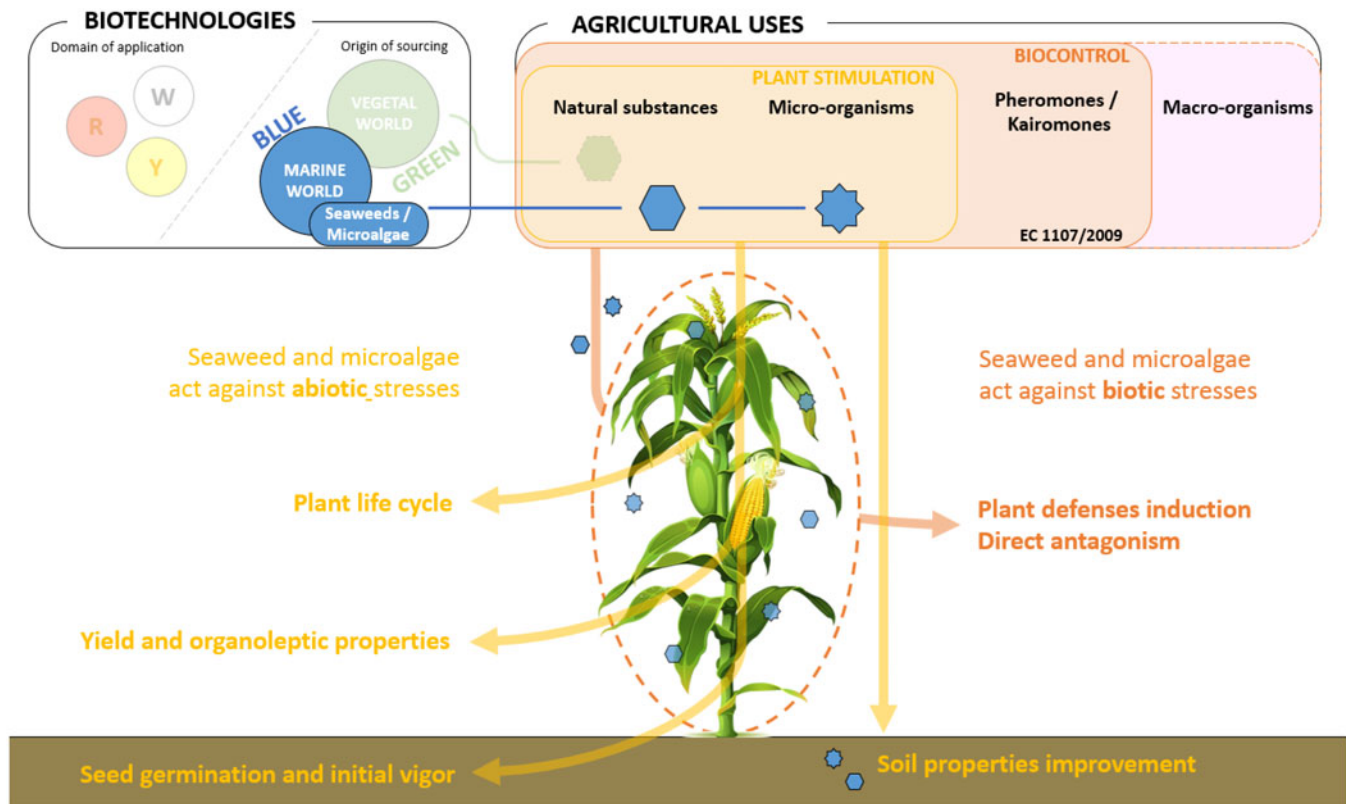 BIOTECHNOLOGIES
Domain of application
Origin of sourcing
W
R
Y
BLUE
GREEN
VEGETAL
WORLD
MARINE
WORLD
Seaweeds /
Microalgae
AGRICULTURAL USES
BIOCONTROL
PLANT STIMULATION
Natural substances
Micro-organisms
Pheromones /
Kairomones
Macro-organisms
EC 1107/2009
Seaweed and microalgae
act against abiotic stresses
Seaweed and microalgae
act against biotic stresses
Plant life cycle
Plant defenses induction
Direct antagonism
Yield and organoleptic properties
Seed germination and initial vigor
Soil properties improvement